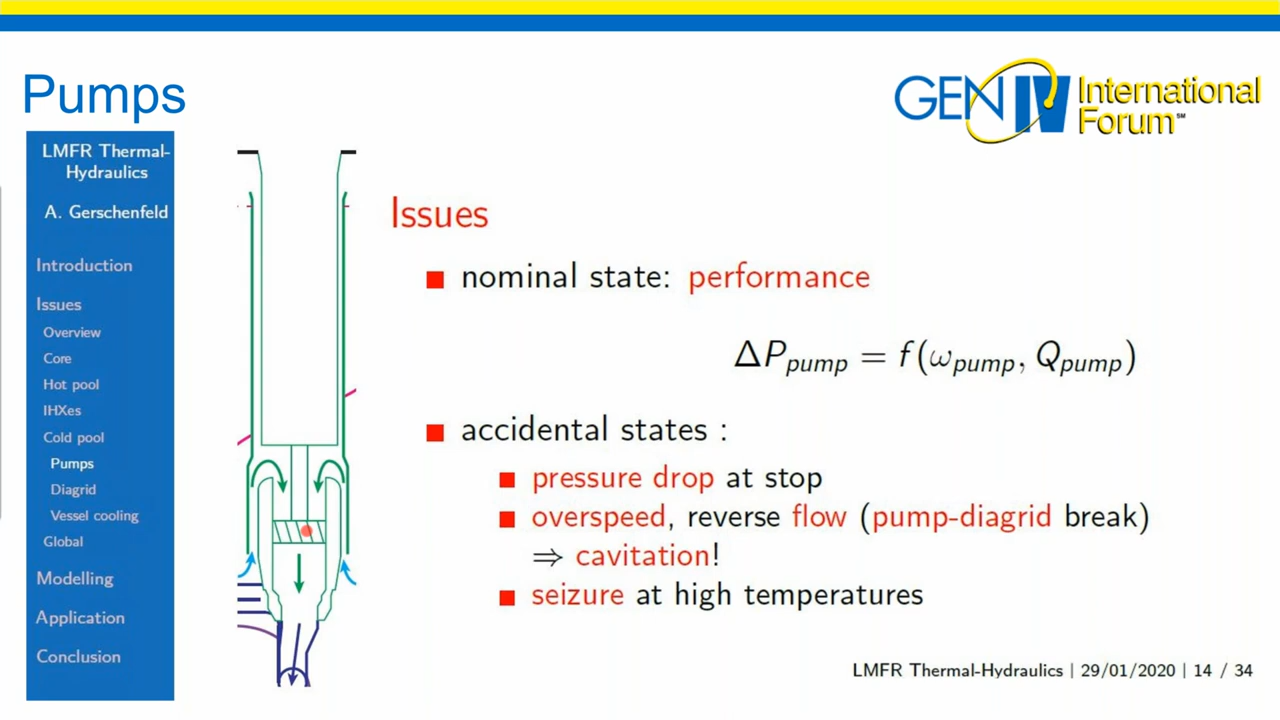 Pumps
GEN IV International
Forum℠
LMFR Thermal-
Hydraulics
A. Gerschenfeld
Introduction
Issues
Overview
Core
Hot pool
IHXes
Cold pool
Pumps
Diagrid
Vessel cooling
Global
Modelling
Application
Conclusion
Issues
nominal state: performance
ΔP_pump = f(ω_pump, Q_pump)
accidental states :
pressure drop at stop
overspeed, reverse flow (pump-diagrid break)
⇒ cavitation!
seizure at high temperatures
LMFR Thermal-Hydraulics | 29/01/2020 | 14 / 34